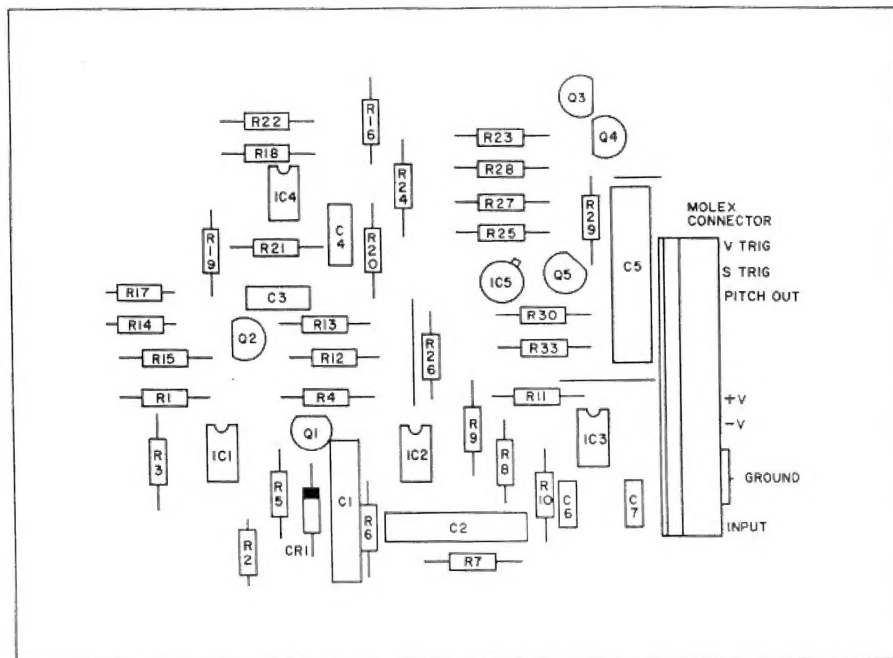 Q3
R22
R16
Q4
R23
R18
R28
IC4
R24
R27
R29
MOLEX
CONNECTOR
C4
R25
V TRIG
R19
R21
R20
Q5
C5
S TRIG
IC5
R17
C3
PITCH OUT
R14
R13
R30
Q2
R15
R12
R26
R33
R1
R4
R11
+V
Q1
R9
−V
R3
IC1
IC2
R8
IC3
GROUND
R5
C1
R10
C6
C7
R6
C2
INPUT
R2
CR1
R7